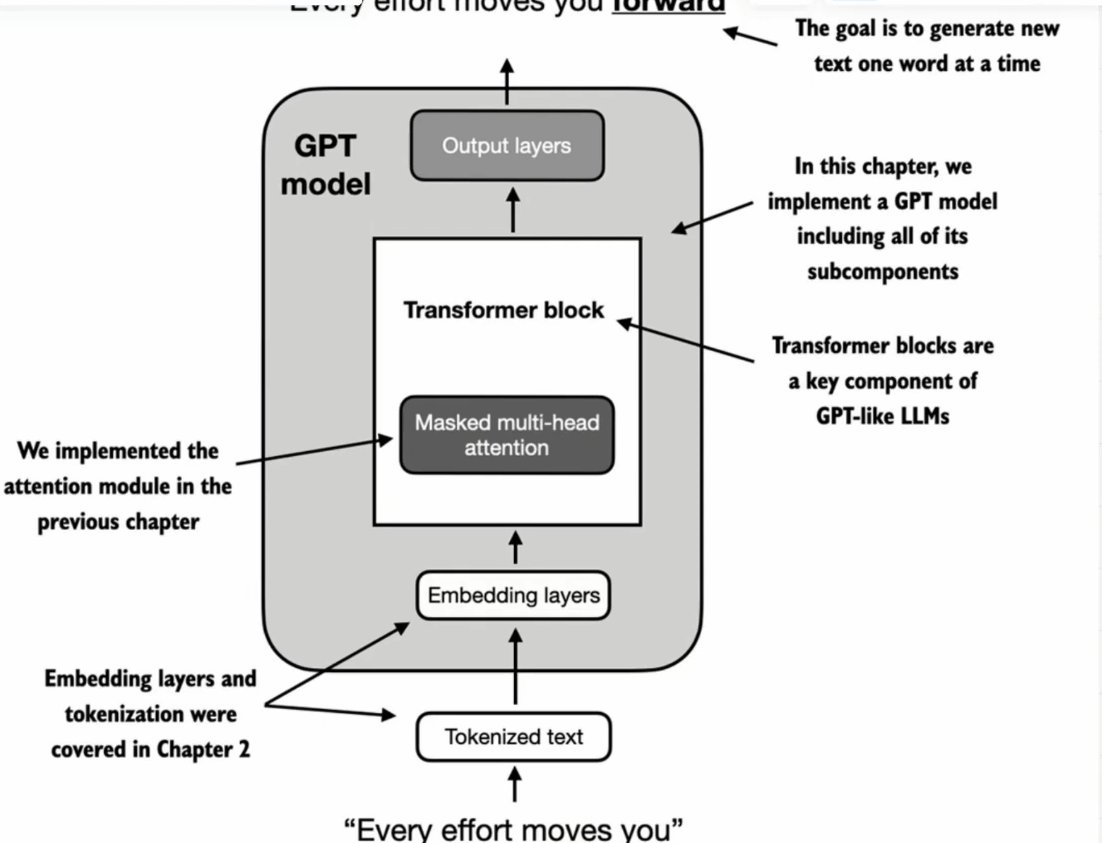 Every effort moves you forward
The goal is to generate new
text one word at a time
GPT
model
Output layers
In this chapter, we
implement a GPT model
including all of its
subcomponents
Transformer block
Transformer blocks are
a key component of
GPT-like LLMs
Masked multi-head
attention
We implemented the
attention module in the
previous chapter
Embedding layers
Embedding layers and
tokenization were
covered in Chapter 2
Tokenized text
“Every effort moves you”